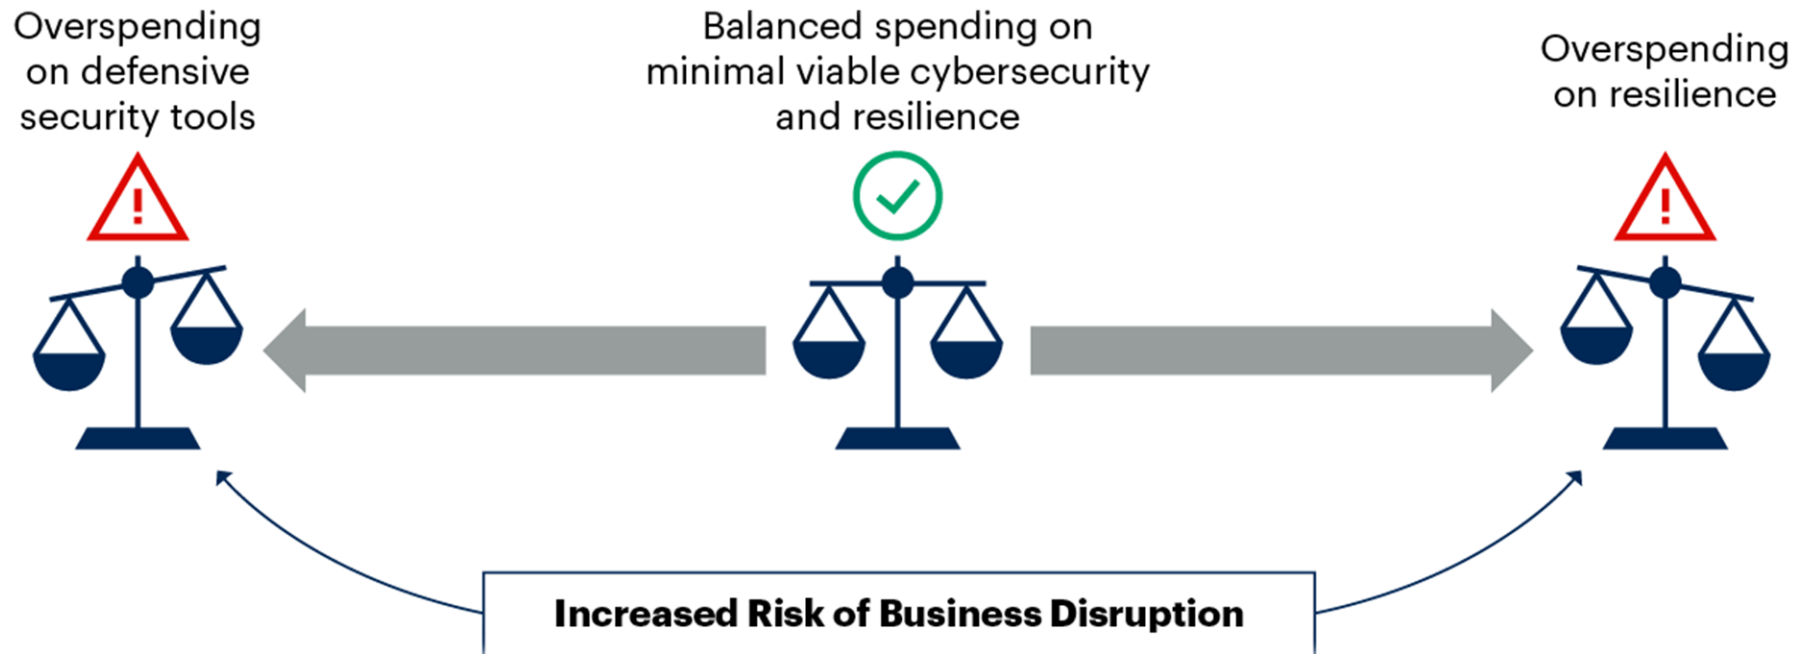 Overspending
on defensive
security tools
Balanced spending on
minimal viable cybersecurity
and resilience
Overspending
on resilience
Increased Risk of Business Disruption